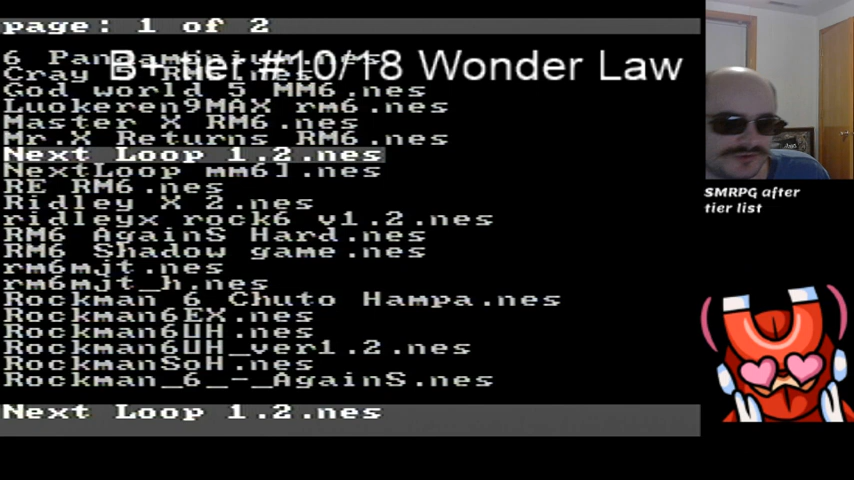 page: 1 of 2
B+ tier #10/18 Wonder Law
God world 5 MM6.nes
Luokeren9MAX rm6.nes
Master X RM6.nes
Mr.X Returns RM6.nes
Next Loop 1.2.nes
NextLoop mm6].nes
RE RM6.nes
Ridley X 2.nes
ridleyx rock6 v1.2.nes
RM6 AgainS Hard.nes
RM6 Shadow game.nes
rm6mjt.nes
rm6mjt_h.nes
Rockman 6 Chuto Hampa.nes
Rockman6EX.nes
Rockman6UH.nes
Rockman6UH_ver1.2.nes
RockmanSoH.nes
Rockman_6_-_AgainS.nes
Next Loop 1.2.nes
SMRPG after
tier list